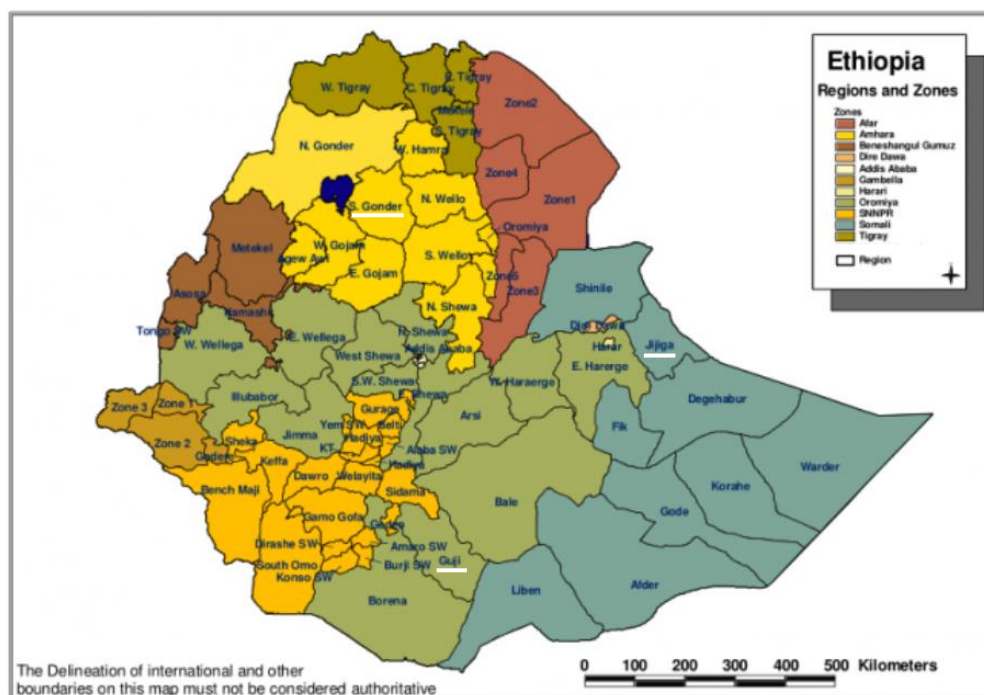 Ethiopia
Regions and Zones
Zones
Afar
Amhara
Beneshangul Gumuz
Dire Dawa
Addis Ababa
Gambella
Harari
Oromiya
SNNPR
Somali
Tigray
Region
W. Tigray
C. Tigray
E. Tigray
Mekele
S. Tigray
Zone2
N. Gonder
W. Hamra
Zone4
Zone1
S. Gonder
N. Wello
Oromiya
Metekel
W. Gojam
Agew Awi
E. Gojam
S. Wello
Zone5
Zone3
Asosa
Kamashi
N. Shewa
Shinile
Tongo SW
W. Wellega
E. Wellega
N. Shewa
Dire Dawa
West Shewa
Addis Ababa
Harar
Jijiga
S.W. Shewa
E. Shewa
W. Haraerge
E. Harerge
Zone 3
Zone 1
Illubabor
Gurage
Arsi
Degehabur
Zone 2
Jimma
Yem SW
Selti
Hadiya
Fik
Sheka
KT
Alaba SW
Godere
Keffa
Hadiya
Warder
Bench Maji
Dawro
Welayita
Sidama
Bale
Korahe
Gamo Gofa
Gedeo
Gode
Dirashe SW
Amaro SW
South Omo
Burji SW
Guji
Konso SW
Liben
Afder
Borena
The Delineation of international and other
boundaries on this map must not be considered authoritative
0 100 200 300 400 500 Kilometers